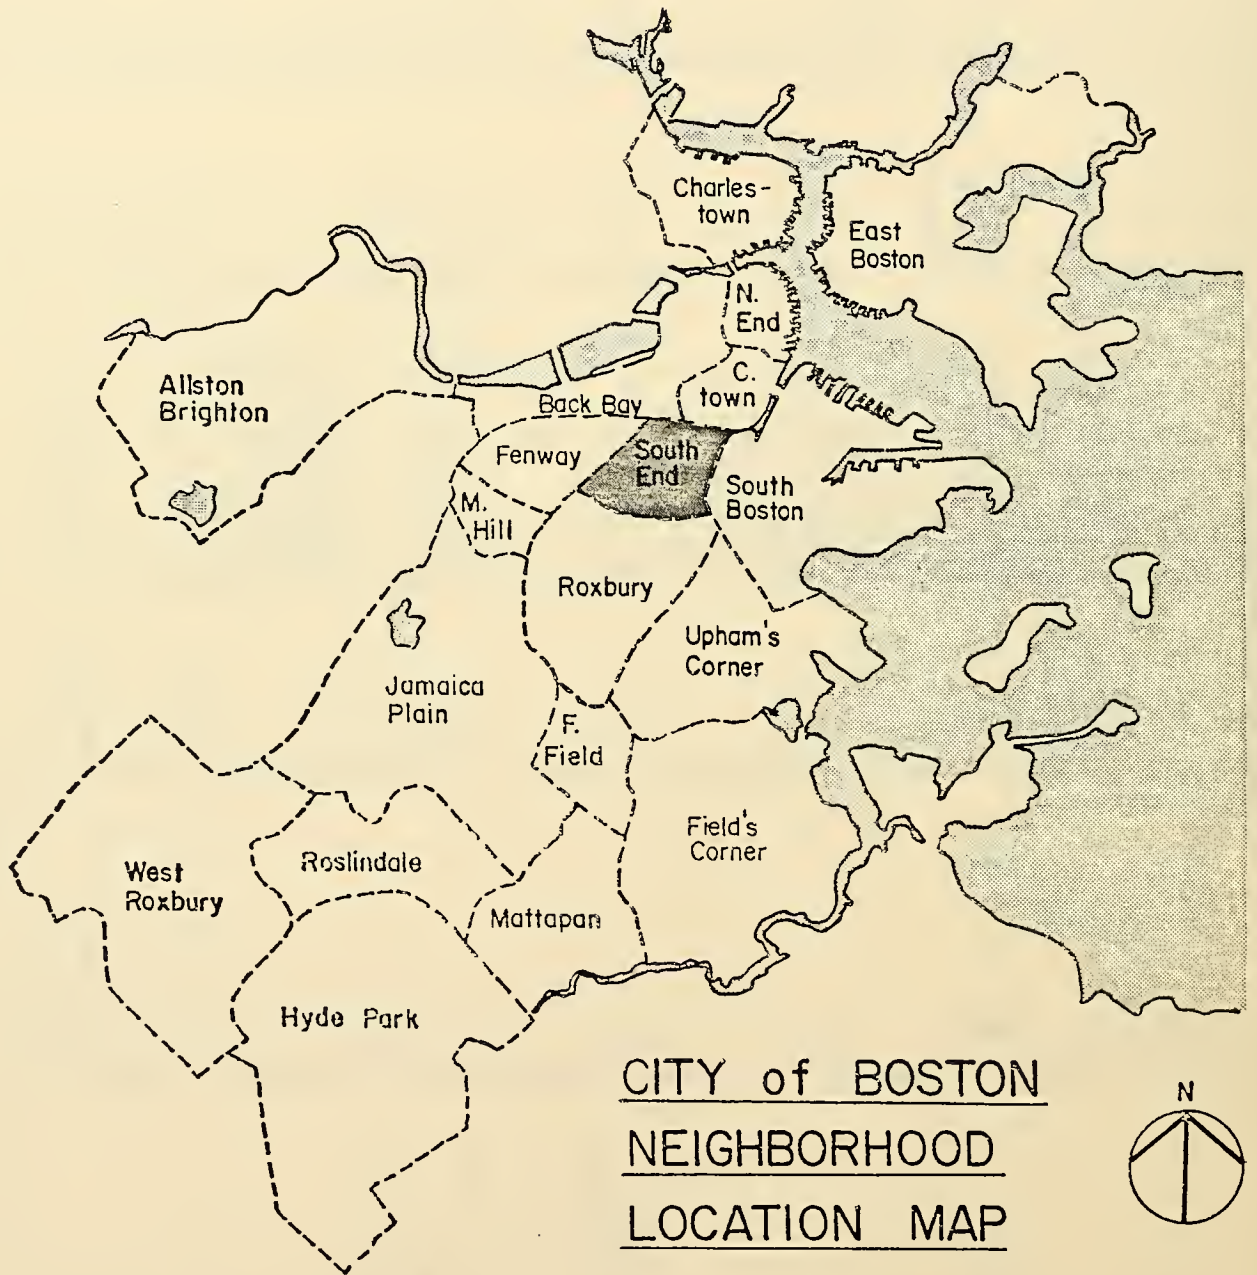 Charles-
town
East
Boston
N.
End
Allston
Brighton
C.
town
Back Bay
Fenway
South
End
South
Boston
M.
Hill
Roxbury
Upham's
Corner
Jamaica
Plain
F.
Field
Field's
Corner
Roslindale
West
Roxbury
Mattapan
Hyde Park
CITY of BOSTON
NEIGHBORHOOD
LOCATION MAP
N